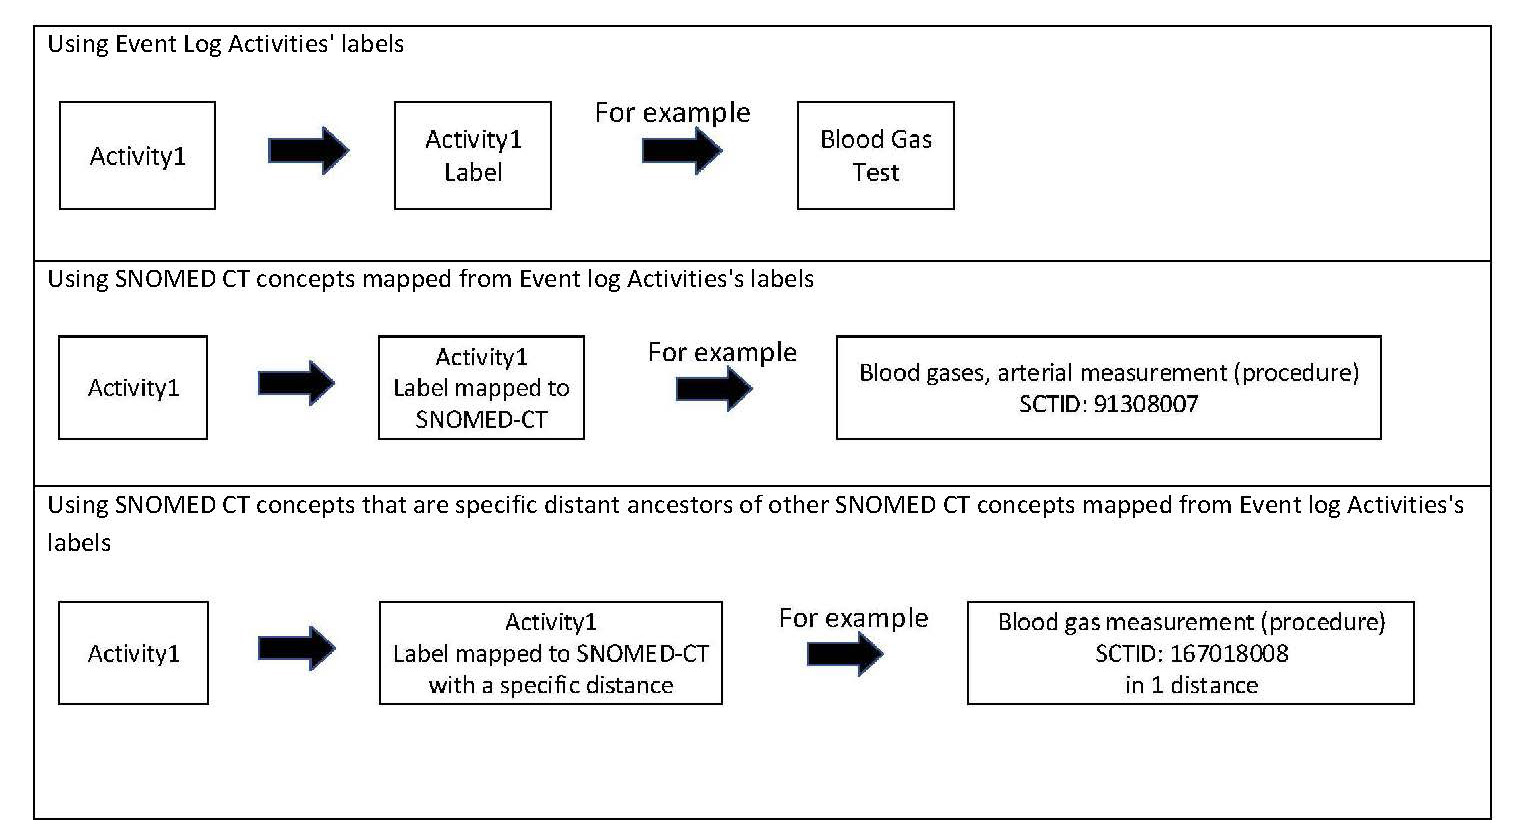 Using Event Log Activities' labels
For example
Activity1
Activity1
Label
Blood Gas
Test
Using SNOMED CT concepts mapped from Event log Activities's labels
For example
Activity1
Activity1
Label mapped to
SNOMED-CT
Blood gases, arterial measurement (procedure)
SCTID: 91308007
Using SNOMED CT concepts that are specific distant ancestors of other SNOMED CT concepts mapped from Event log Activities's
labels
For example
Activity1
Activity1
Label mapped to SNOMED-CT
with a specific distance
Blood gas measurement (procedure)
SCTID: 167018008
in 1 distance